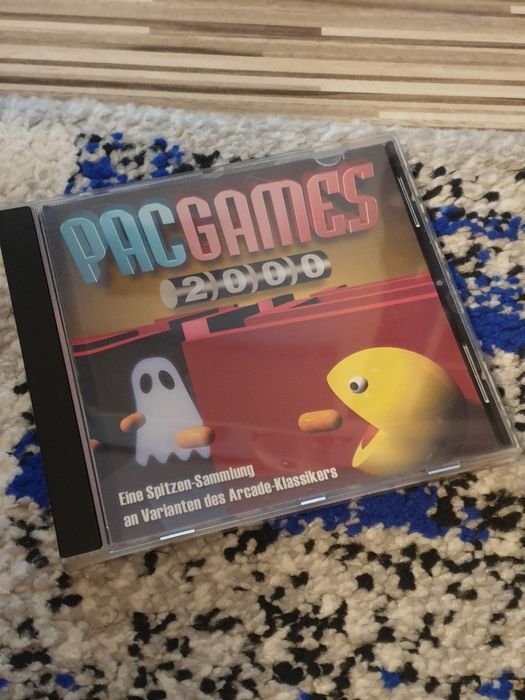 PACGAMES
2000
Eine Spitzen-Sammlung
an Varianten des Arcade-Klassikers